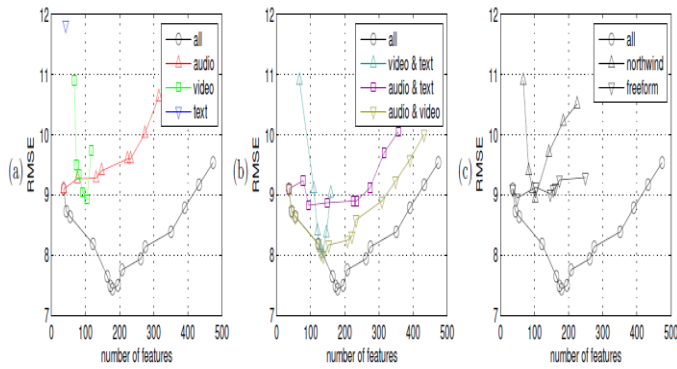 12
11
10
9
8
7
0 100 200 300 400 500
(a)
RMSE
number of features
all
audio
video
text
12
11
10
9
8
7
0 100 200 300 400 500
(b)
RMSE
number of features
all
video & text
audio & text
audio & video
12
11
10
9
8
7
0 100 200 300 400 500
(c)
RMSE
number of features
all
northwind
freeform